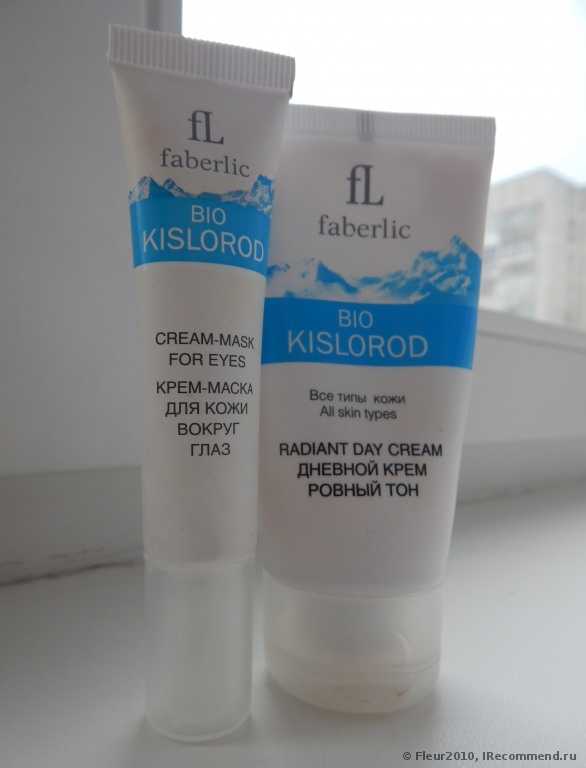 fL
faberlic
BIO
KISLOROD
CREAM-MASK
FOR EYES
КРЕМ-МАСКА
ДЛЯ КОЖИ
ВОКРУГ
ГЛАЗ
fL
faberlic
BIO
KISLOROD
Все типы кожи
All skin types
RADIANT DAY CREAM
ДНЕВНОЙ КРЕМ
РОВНЫЙ ТОН
© Fleur2010, IRecommend.ru